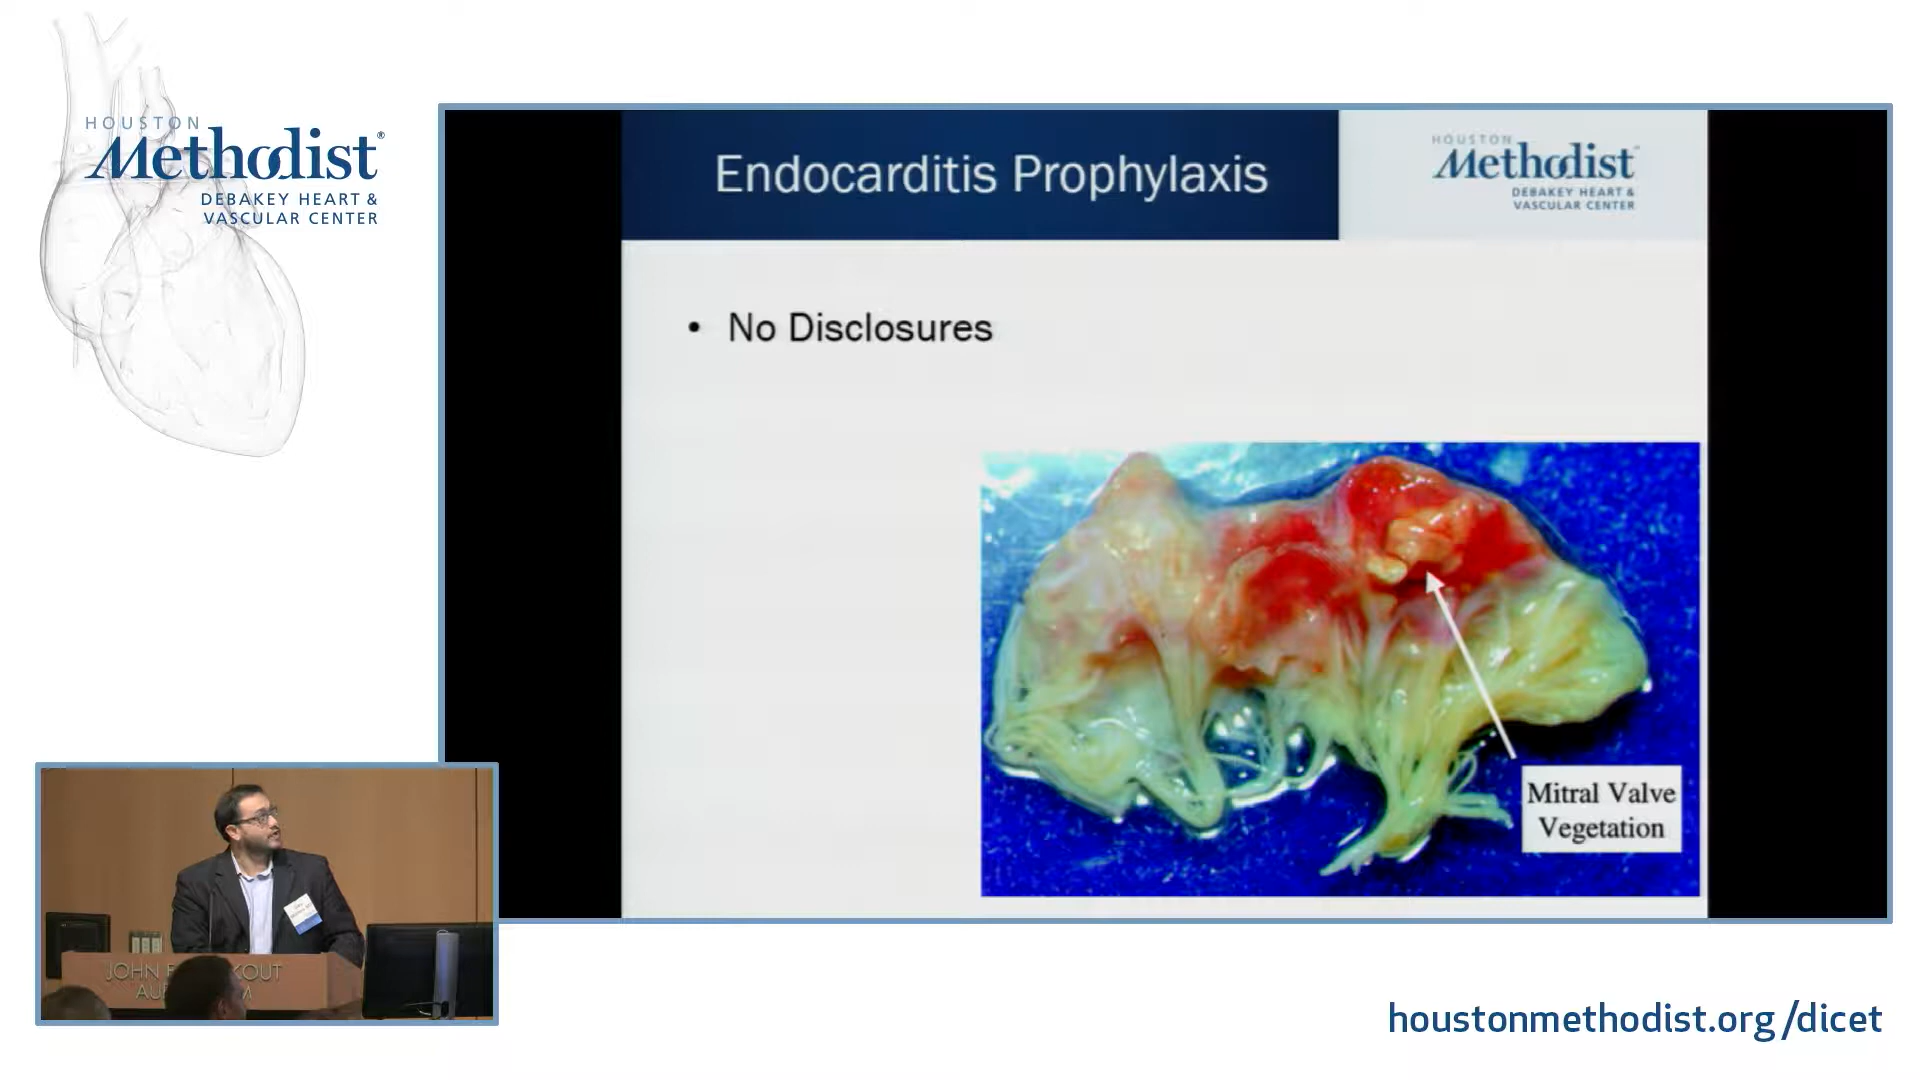 HOUSTON
Methodist®
DEBAKEY HEART &
VASCULAR CENTER
Endocarditis Prophylaxis
HOUSTON
Methodist
DEBAKEY HEART &
VASCULAR CENTER
• No Disclosures
Mitral Valve
Vegetation
JOHN
houstonmethodist.org/dicet